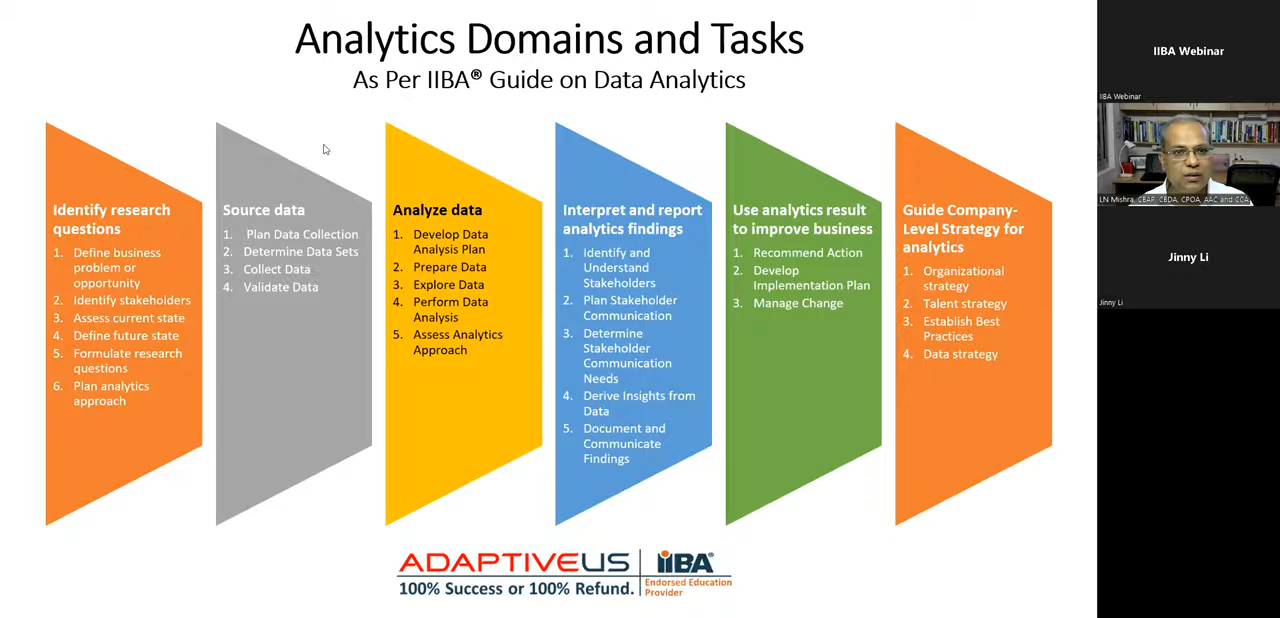 Analytics Domains and Tasks
As Per IIBA® Guide on Data Analytics
Identify research
questions
1. Define business
problem or
opportunity
2. Identify stakeholders
3. Assess current state
4. Define future state
5. Formulate research
questions
6. Plan analytics
approach
Source data
1. Plan Data Collection
2. Determine Data Sets
3. Collect Data
4. Validate Data
Analyze data
1. Develop Data
Analysis Plan
2. Prepare Data
3. Explore Data
4. Perform Data
Analysis
5. Assess Analytics
Approach
Interpret and report
analytics findings
1. Identify and
Understand
Stakeholders
2. Plan Stakeholder
Communication
3. Determine
Stakeholder
Communication
Needs
4. Derive Insights from
Data
5. Document and
Communicate
Findings
Use analytics result
to improve business
1. Recommend Action
2. Develop
Implementation Plan
3. Manage Change
Guide Company-
Level Strategy for
analytics
1. Organizational
strategy
2. Talent strategy
3. Establish Best
Practices
4. Data strategy
ADAPTIVEUS
100% Success or 100% Refund.
IIBA®
Endorsed Education
Provider
IIBA Webinar
IIBA Webinar
LN Mishra, CBAP, CBDA, CPOA, AAC and CCA
Jinny Li
Jinny Li